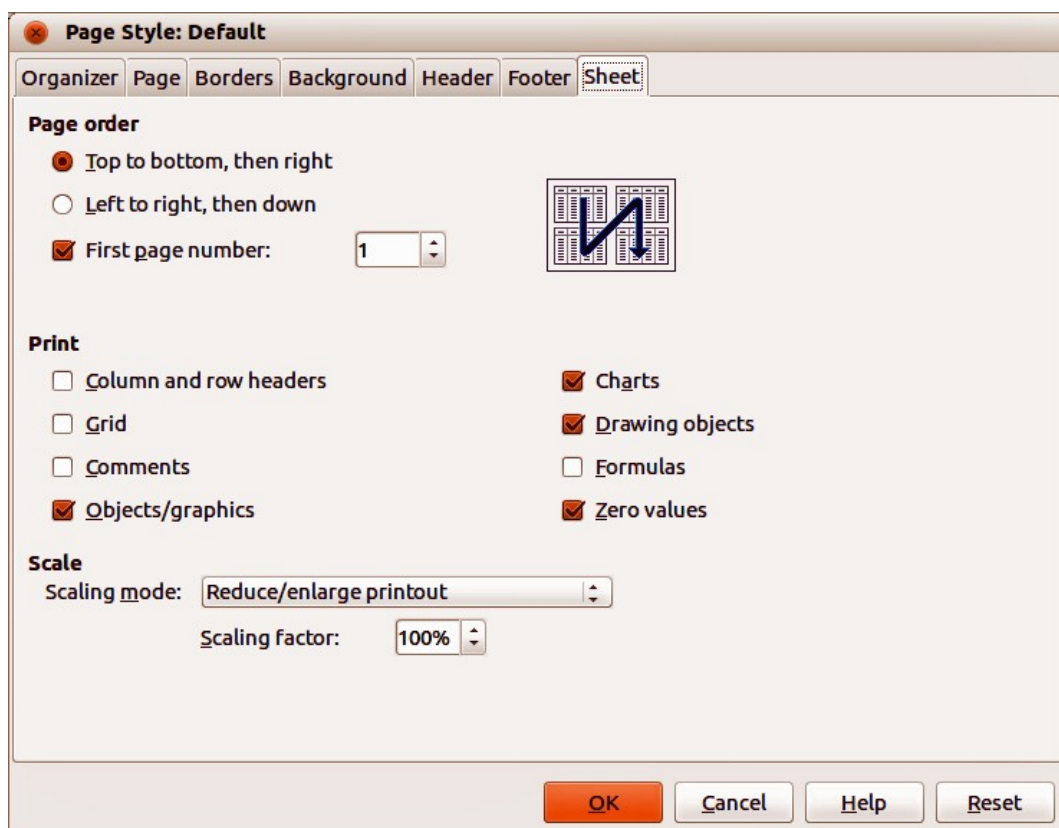 Page Style: Default
Organizer Page Borders Background Header Footer Sheet
Page order
Top to bottom, then right
Left to right, then down
First page number: 1
Print
Column and row headers
Grid
Comments
Objects/graphics
Charts
Drawing objects
Formulas
Zero values
Scale
Scaling mode: Reduce/enlarge printout
Scaling factor: 100%
OK Cancel Help Reset